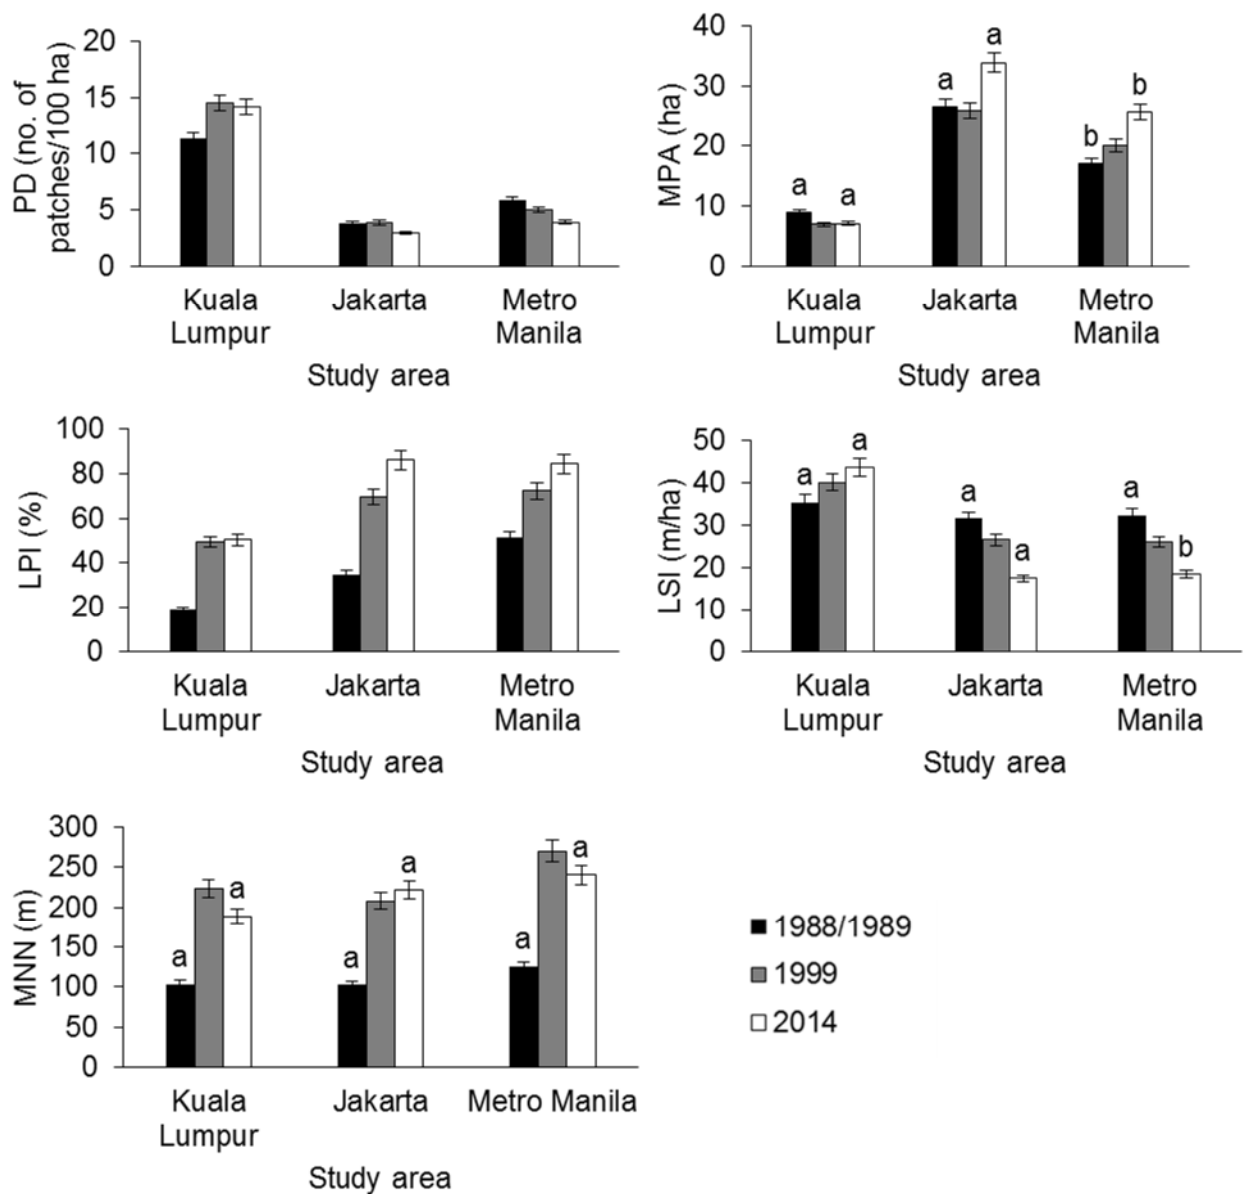 PD (no. of
patches/100 ha)
20
15
10
5
0
Kuala
Lumpur
Jakarta
Metro
Manila
Study area
MPA (ha)
40
30
20
10
0
a
a
a
a
b
b
Kuala
Lumpur
Jakarta
Metro
Manila
Study area
LPI (%)
100
80
60
40
20
0
Kuala
Lumpur
Jakarta
Metro
Manila
Study area
LSI (m/ha)
50
40
30
20
10
0
a
a
a
a
a
b
Kuala
Lumpur
Jakarta
Metro
Manila
Study area
MNN (m)
300
250
200
150
100
50
0
a
a
a
a
a
a
Kuala
Lumpur
Jakarta
Metro Manila
Study area
1988/1989
1999
2014